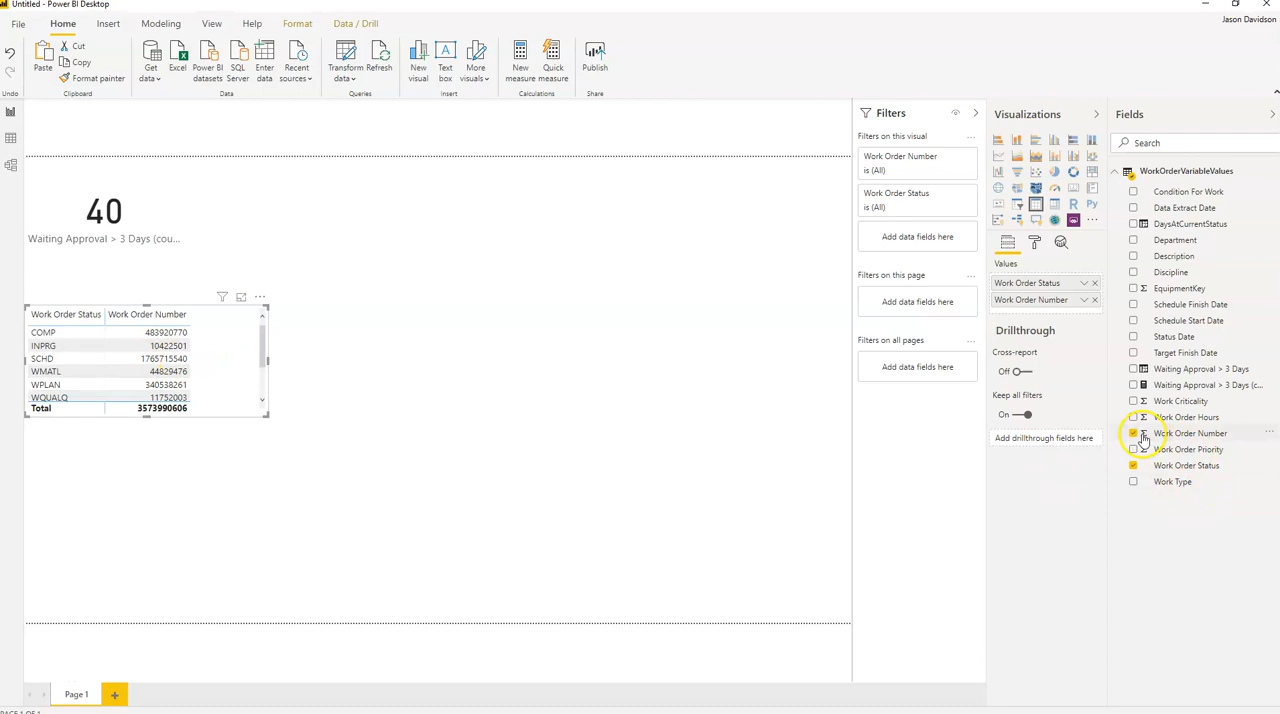 Untitled - Power BI Desktop
Jason Davidson
File Home Insert Modeling View Help Format Data / Drill
Paste
Cut
Copy
Format painter
Get data
Excel
Power BI datasets
SQL Server
Enter data
Recent sources
Transform data
Refresh
New visual
A
Text box
More visuals
New measure
Quick measure
Publish
Undo Clipboard Data Queries Insert Calculations Share
40
Waiting Approval > 3 Days (cou...
Work Order Status Work Order Number
COMP 483920770
INPRG 10422501
SCHD 1765715540
WMATL 44829476
WPLAN 340538261
WQUALQ 11752003
Total 3573990606
Filters
Filters on this visual ...
Work Order Number
is (All)
Work Order Status
is (All)
Add data fields here
Filters on this page ...
Add data fields here
Filters on all pages ...
Add data fields here
Visualizations
R Py
...
Values
Work Order Status
Work Order Number
Drillthrough
Cross-report
Off
Keep all filters
On
Add drillthrough fields here
Fields
Search
WorkOrderVariableValues
Condition For Work
Data Extract Date
DaysAtCurrentStatus
Department
Description
Discipline
Σ EquipmentKey
Schedule Finish Date
Schedule Start Date
Status Date
Target Finish Date
Waiting Approval > 3 Days
Waiting Approval > 3 Days (c...
Σ Work Criticality
Σ Work Order Hours
Σ Work Order Number ...
Σ Work Order Priority
Work Order Status
Work Type
Page 1 +
PAGE 1 OF 1